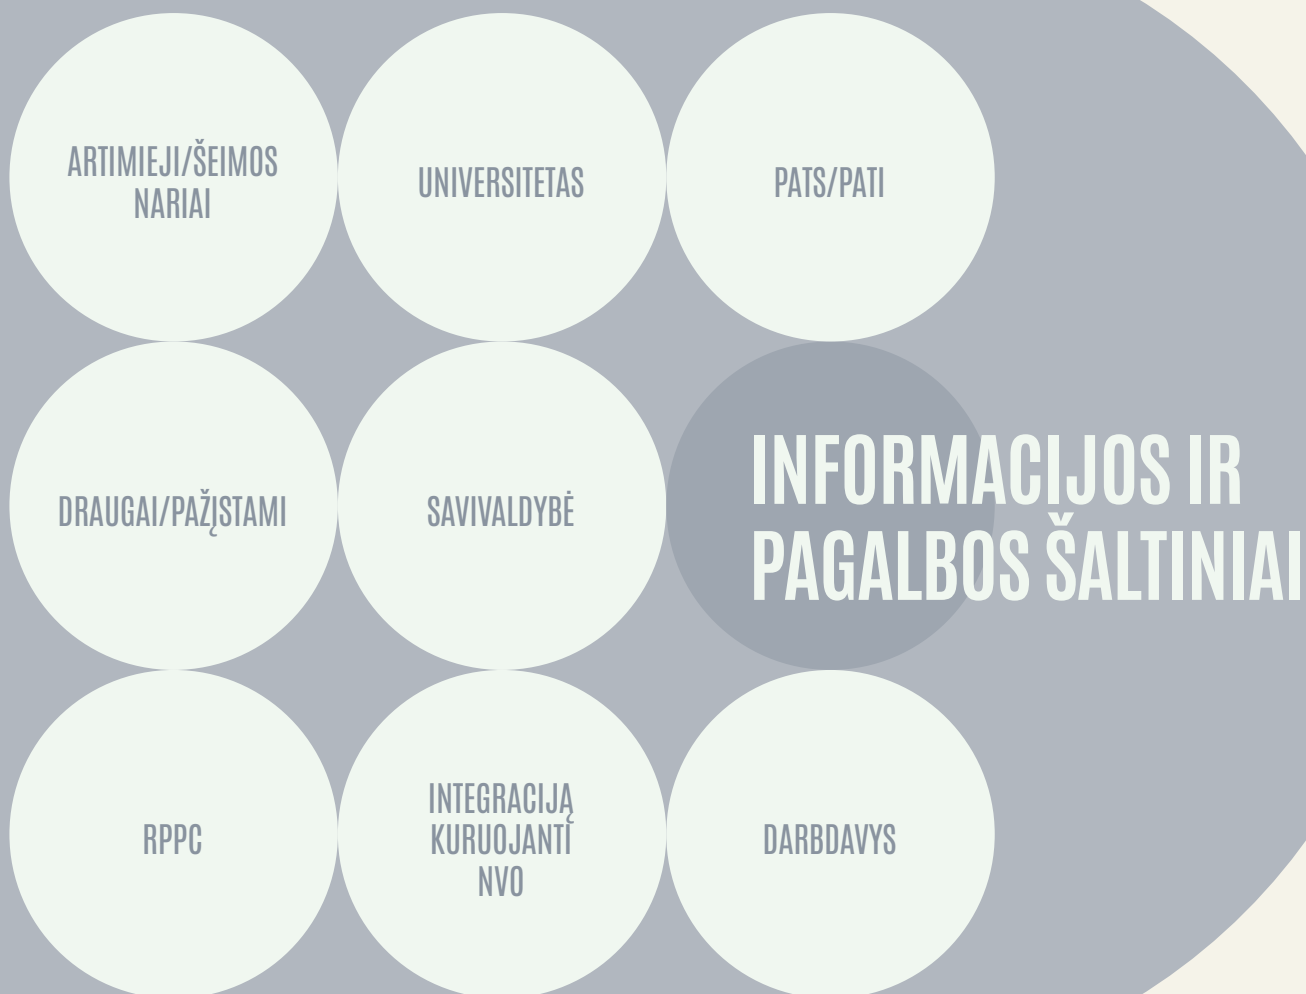 ARTIMIEJI/ŠEIMOS
NARIAI
UNIVERSITETAS
PATS/PATI
DRAUGAI/PAŽĮSTAMI
SAVIVALDYBĖ
INFORMACIJOS IR
PAGALBOS ŠALTINIAI
RPPC
INTEGRACIJĄ
KURUOJANTI
NVO
DARBDAVYS